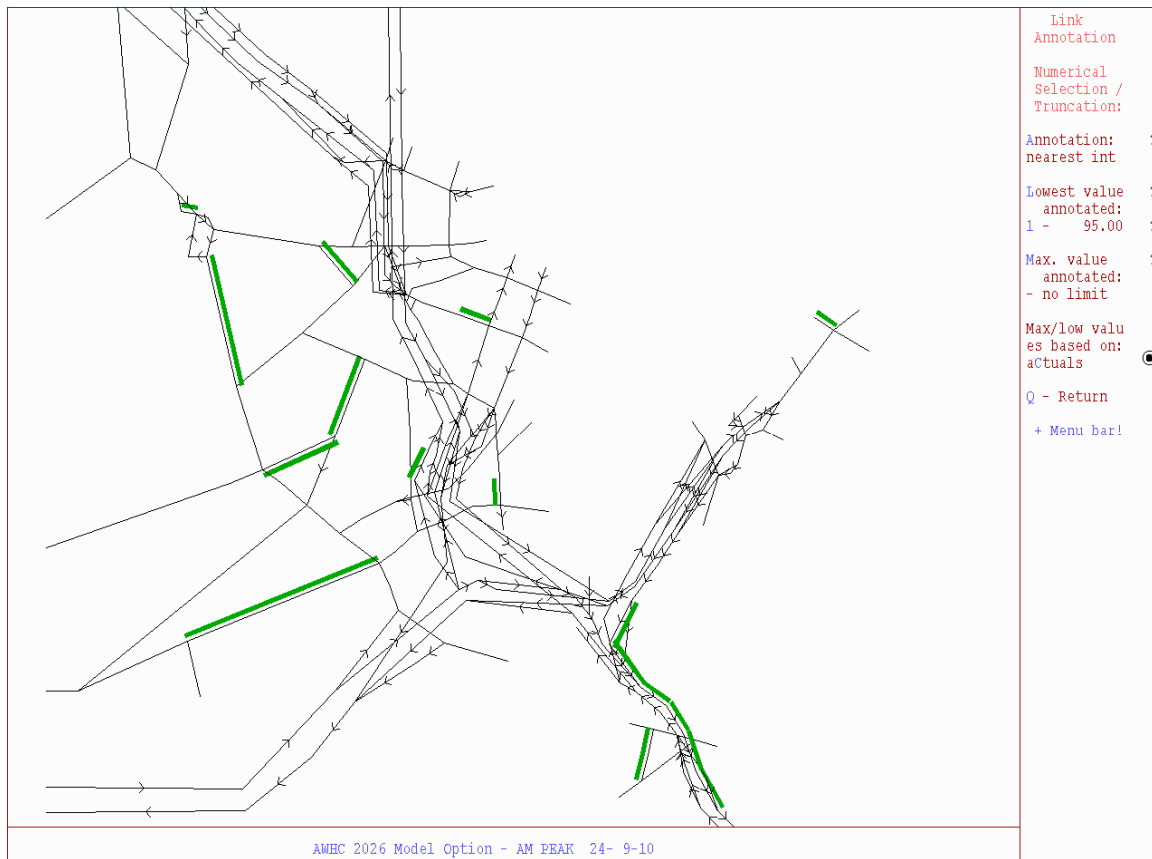 Link
Annotation
Numerical
Selection /
Truncation:
Annotation: ?
nearest int
Lowest value ?
annotated:
1 - 95.00 ?
Max. value ?
annotated:
- no limit
Max/low valu
es based on:
aCtuals
Q - Return
+ Menu bar!
AWHC 2026 Model Option - AM PEAK 24- 9-10